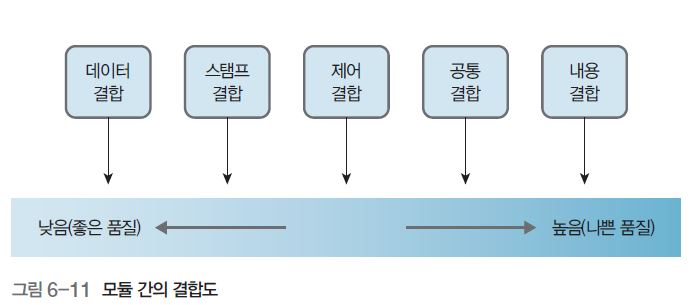 데이터
결합
스탬프
결합
제어
결합
공통
결합
내용
결합
낮음(좋은 품질)
높음(나쁜 품질)
그림 6-11 모듈 간의 결합도